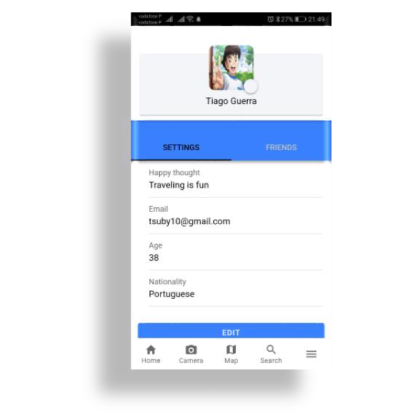 vodafone P
vodafone P
27% 21:49
Tiago Guerra
SETTINGS FRIENDS
Happy thought
Traveling is fun
Email
tsuby10@gmail.com
Age
38
Nationality
Portuguese
EDIT
Home Camera Map Search